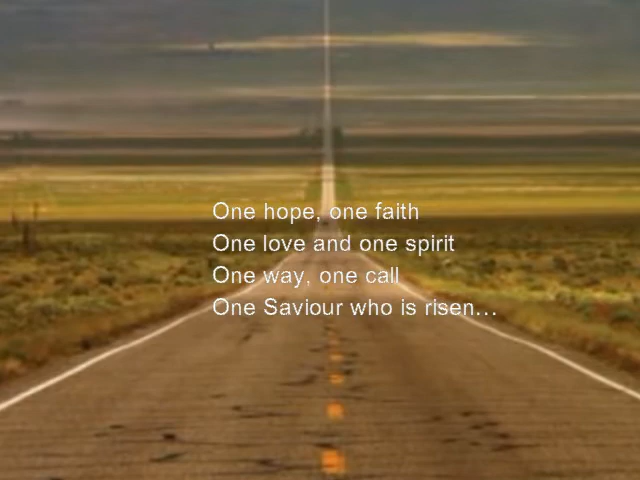 One hope, one faith
One love and one spirit
One way, one call
One Saviour who is risen…